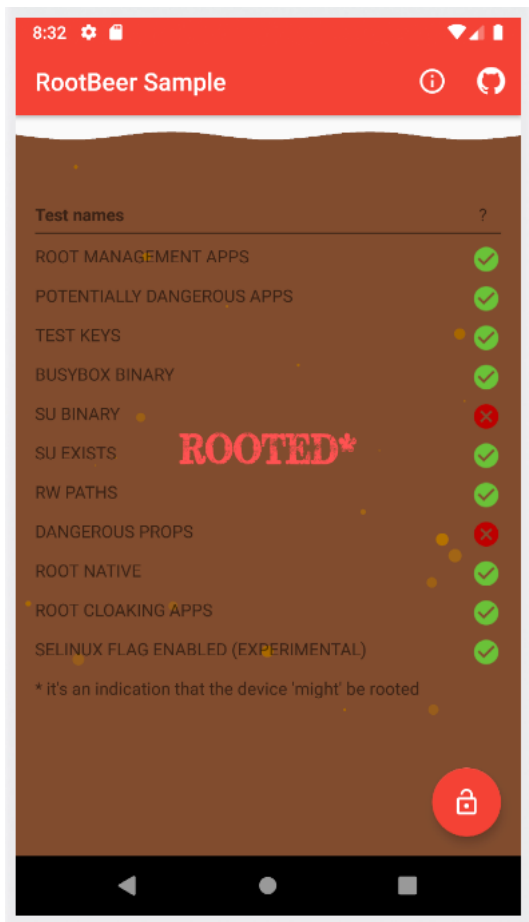 8:32
RootBeer Sample
Test names ?
ROOT MANAGEMENT APPS
POTENTIALLY DANGEROUS APPS
TEST KEYS
BUSYBOX BINARY
SU BINARY
ROOTED*
SU EXISTS
RW PATHS
DANGEROUS PROPS
ROOT NATIVE
ROOT CLOAKING APPS
SELINUX FLAG ENABLED (EXPERIMENTAL)
* it's an indication that the device 'might' be rooted